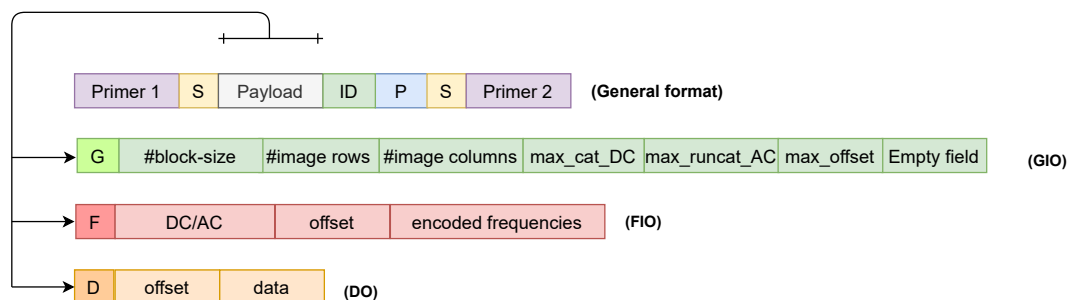 Primer 1 S Payload ID P S Primer 2 (General format)
G #block-size #image rows #image columns max_cat_DC max_runcat_AC max_offset Empty field (GIO)
F DC/AC offset encoded frequencies (FIO)
D offset data (DO)